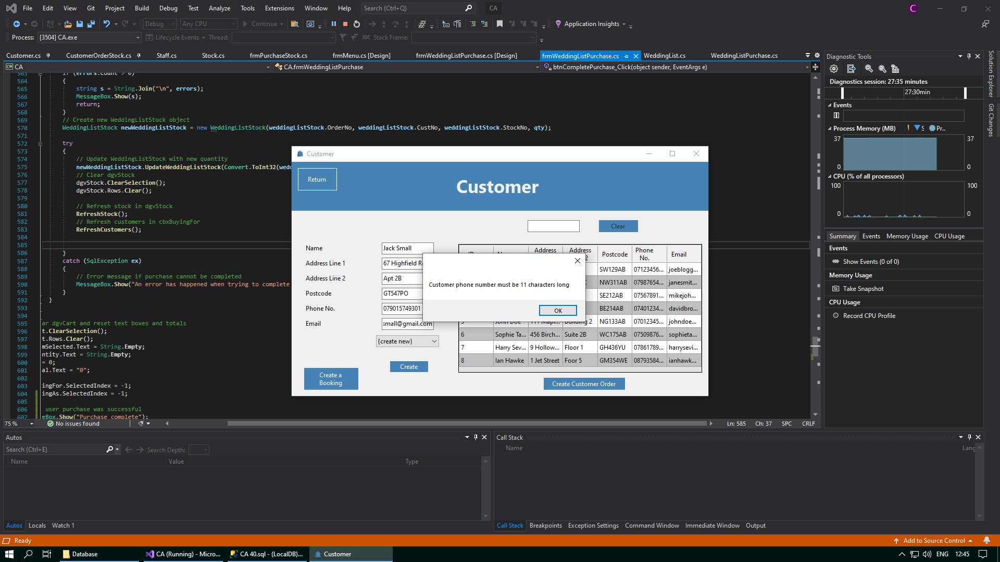 File Edit View Git Project Build Debug Test Analyze Tools Extensions Window Help Search (Ctrl+Q) CA C
Debug Any CPU Continue Application Insights
Process: [3504] CA.exe Lifecycle Events Thread: Stack Frame:
Customer.cs CustomerOrderStock.cs Staff.cs Stock.cs frmPurchaseStock.cs frmMenu.cs [Design] frmWeddingListPurchase.cs [Design] frmWeddingListPurchase.cs WeddingList.cs WeddingListPurchase.cs
CA CA.frmWeddingListPurchase btnCompletePurchase_Click(object sender, EventArgs e)
563 if (errors.Count > 0)
564 {
565 string s = String.Join("\n", errors);
566 MessageBox.Show(s);
567 return;
568 }
569 // Create new WeddingListStock object
570 WeddingListStock newWeddingListStock = new WeddingListStock(weddingListStock.OrderNo, weddingListStock.CustNo, weddingListStock.StockNo, qty);
571
572 try
573 {
574 // Update WeddingListStock with new quantity
575 newWeddingListStock.UpdateWeddingListStock(Convert.ToInt32(wed
576 // Clear dgvStock
577 dgvStock.ClearSelection();
578 dgvStock.Rows.Clear();
579
580 // Refresh stock in dgvStock
581 RefreshStock();
582 // Refresh customers in cbxBuyingFor
583 RefreshCustomers();
584
585
586 }
587 catch (SqlException ex)
588 {
589 // Error message if purchase cannot be completed
590 MessageBox.Show("An error has happened when trying to complete
591 }
592 }
593
594
595 ar dgvCart and reset text boxes and totals
596 t.ClearSelection();
597 t.Rows.Clear();
598 mSelected.Text = String.Empty;
599 ntity.Text = String.Empty;
600 = 0;
601 al.Text = "0";
602
603 ingFor.SelectedIndex = -1;
604 ingAs.SelectedIndex = -1;
605
606 user purchase was successful
607 eBox.Show("Purchase complete");
75 % No issues found Ln: 585 Ch: 37 SPC CRLF
Customer
Return
Customer
Clear
Name Jack Small
Address Line 1 67 Highfield R
Address Line 2 Apt 2B
Postcode GT547PO
Phone No. 079015749301
Email small@gmail.com
{create new}
Create
Create a
Booking
Address Address Postcode Phone No. Email
SW129AB 07123456... joeblogg...
NW311AB 07987654... janesmit...
SE212AB 07567891... mikejoh...
BE214AB 07401234... davidbro...
5 John Doe 111 Mapl... Building 2 NG133AB 07012345... johndoe...
6 Sophie Ta... 456 Birch... Suite 2B WC175AB 07509876... sophieta...
7 Harry Sev... 9 Hollow... Floor 1 GH436YU 07861789... harrysevi...
8 Ian Hawke 1 Jet Street Foor 5 GM354WE 08793584... ianhawk...
Create Customer Order
Customer phone number must be 11 characters long
OK
Diagnostic Tools
Diagnostics session: 27:35 minutes
27:30min
Events
Process Memory (MB) S Pr...
37 37
0 0
CPU (% of all processors)
100 100
0 0
Summary Events Memory Usage CPU Usage
Events
Show Events (0 of 0)
Memory Usage
Take Snapshot
CPU Usage
Record CPU Profile
Solution Explorer
Git Changes
Autos
Search (Ctrl+E) Search Depth:
Name Value Type
Autos Locals Watch 1
Call Stack
Name Lang
Call Stack Breakpoints Exception Settings Command Window Immediate Window Output
Ready Add to Source Control
Database CA (Running) - Micro... CA 40.sql - (LocalDB)... Customer ENG 12:45